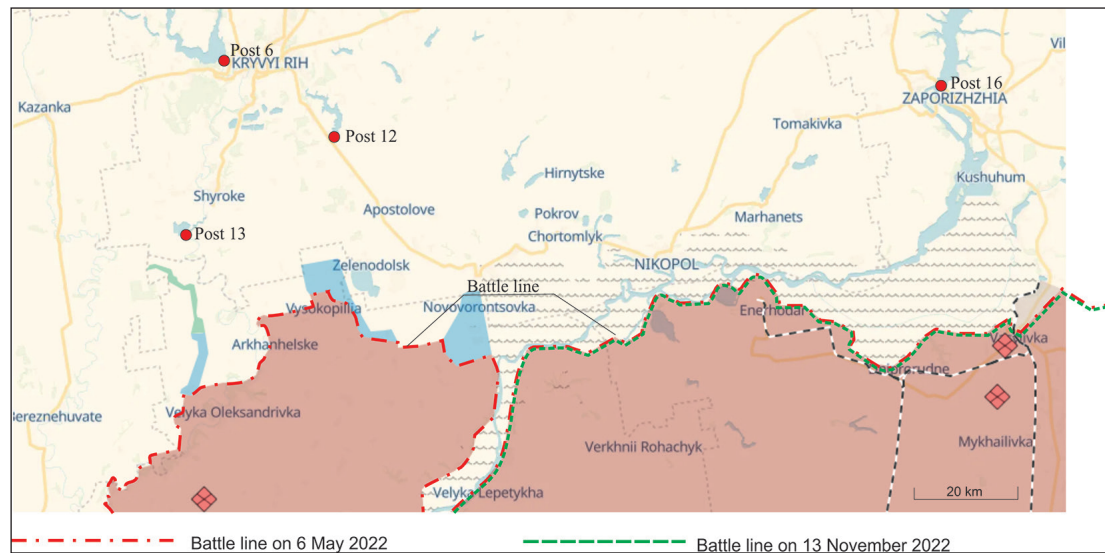 Post 6
KRYVYI RIH
Vil
Post 16
ZAPORIZHZHIA
Kazanka
Post 12
Tomakivka
Hirnytske
Kushuhum
Shyroke
Apostolove
Pokrov
Marhanets
Post 13
Chortomlyk
Zelenodolsk
NIKOPOL
Battle line
Vysokopillia
Novovorontsovka
Enerhodar
Arkhanhelske
Velyka Oleksandrivka
Bereznehuvate
Verkhnii Rohachyk
Mykhailivka
Velyka Lepetykha
20 km
Battle line on 6 May 2022
Battle line on 13 November 2022